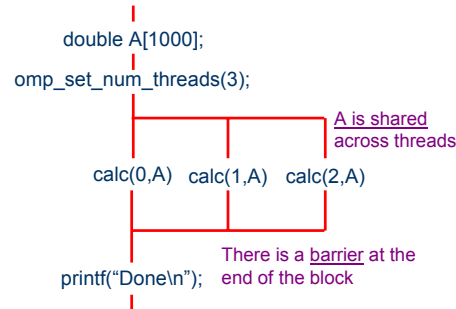 double A[1000];
omp_set_num_threads(3);
A is shared
across threads
calc(0,A) calc(1,A) calc(2,A)
There is a barrier at the
end of the block
printf(“Done\n”);